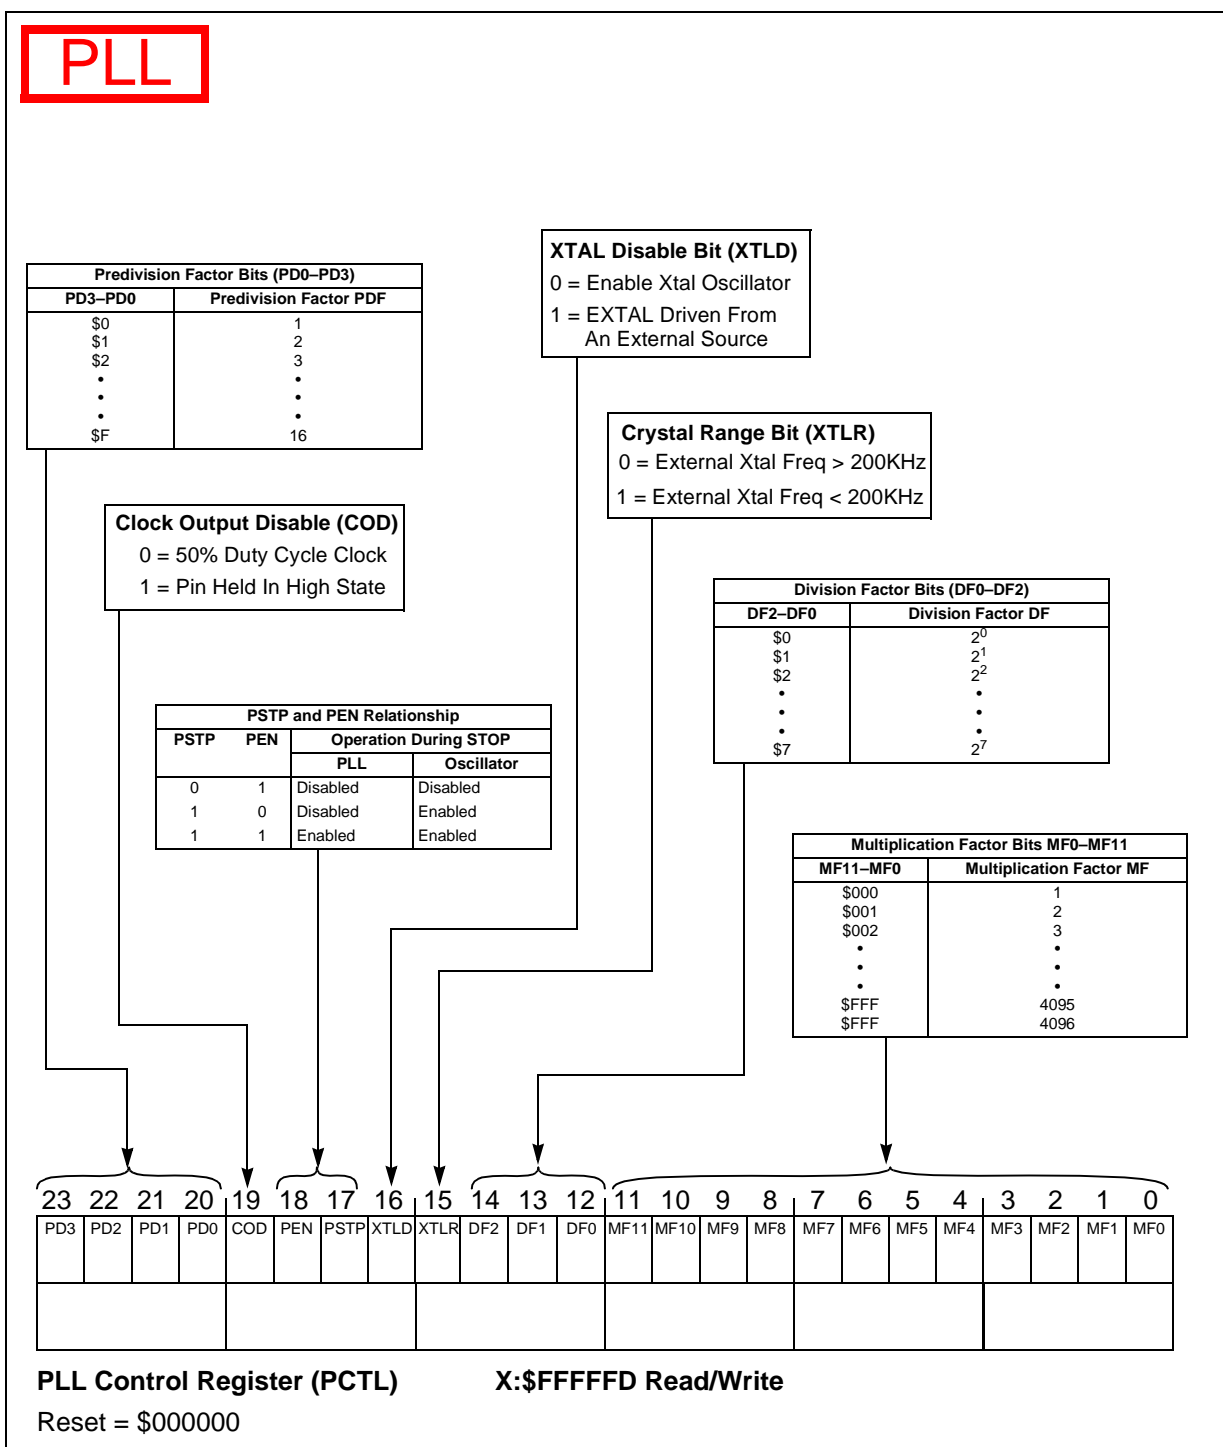 PLL
XTAL Disable Bit (XTLD)
0 = Enable Xtal Oscillator
1 = EXTAL Driven From
An External Source
Predivision Factor Bits (PD0–PD3)
PD3–PD0 Predivision Factor PDF
$0 1
$1 2
$2 3
• •
• •
• •
$F 16
Crystal Range Bit (XTLR)
0 = External Xtal Freq > 200KHz
1 = External Xtal Freq < 200KHz
Clock Output Disable (COD)
0 = 50% Duty Cycle Clock
1 = Pin Held In High State
Division Factor Bits (DF0–DF2)
DF2–DF0 Division Factor DF
$0 2^0
$1 2^1
$2 2^2
• •
• •
• •
$7 2^7
PSTP and PEN Relationship
PSTP PEN Operation During STOP
PLL Oscillator
0 1 Disabled Disabled
1 0 Disabled Enabled
1 1 Enabled Enabled
Multiplication Factor Bits MF0–MF11
MF11–MF0 Multiplication Factor MF
$000 1
$001 2
$002 3
• •
• •
• •
$FFF 4095
$FFF 4096
23 22 21 20 19 18 17 16 15 14 13 12 11 10 9 8 7 6 5 4 3 2 1 0
PD3 PD2 PD1 PD0 COD PEN PSTP XTLD XTLR DF2 DF1 DF0 MF11 MF10 MF9 MF8 MF7 MF6 MF5 MF4 MF3 MF2 MF1 MF0
PLL Control Register (PCTL) X:$FFFFFD Read/Write
Reset = $000000